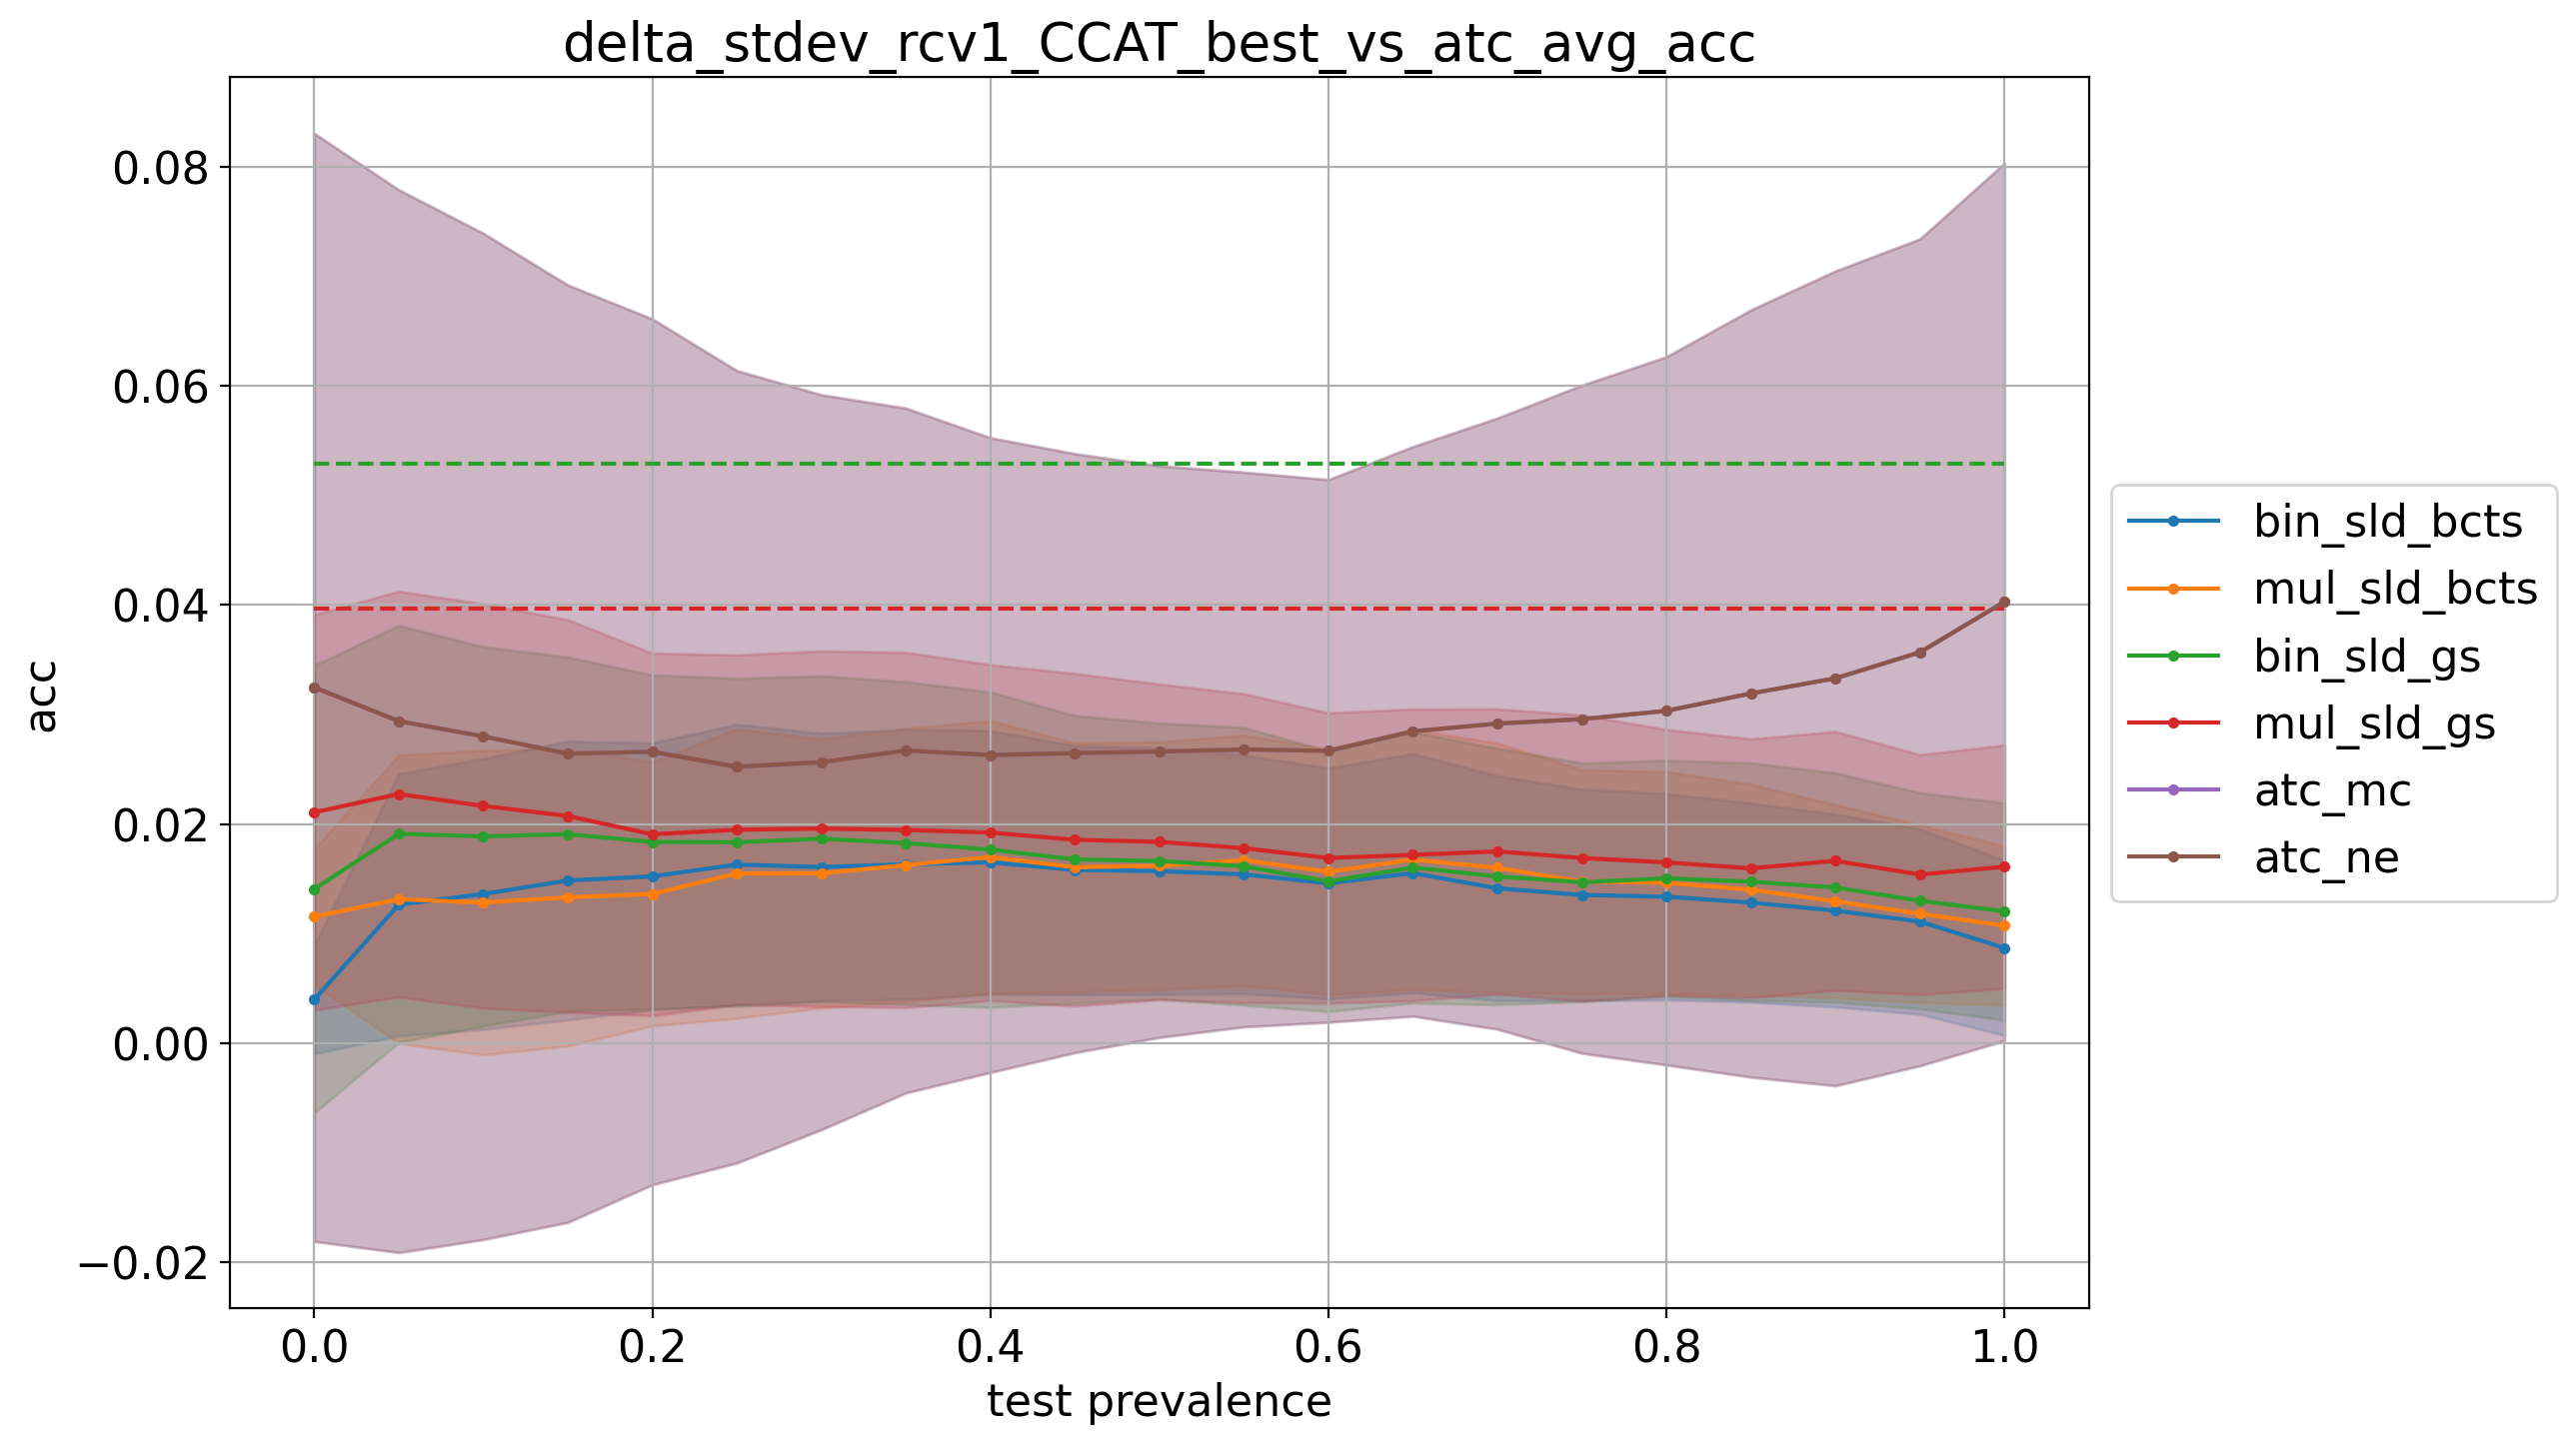 delta_stdev_rcv1_CCAT_best_vs_atc_avg_acc
acc
0.08
0.06
0.04
0.02
0.00
−0.02
0.0 0.2 0.4 0.6 0.8 1.0
test prevalence
bin_sld_bcts
mul_sld_bcts
bin_sld_gs
mul_sld_gs
atc_mc
atc_ne